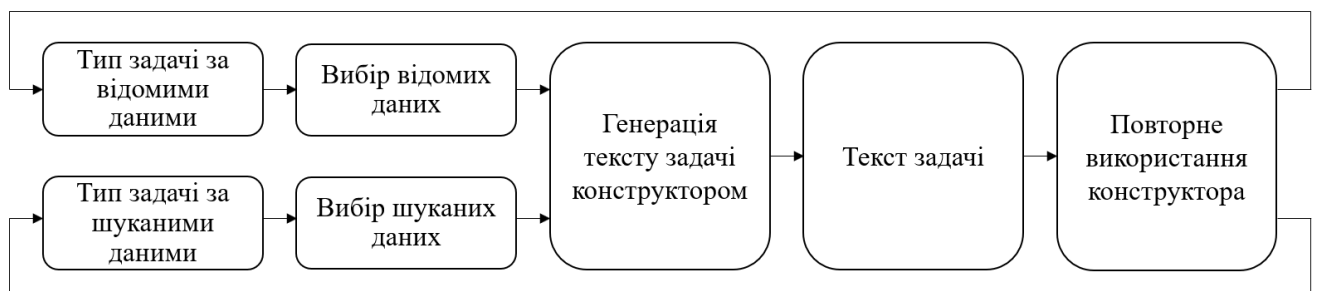 Тип задачі за
відомими
даними
Вибір відомих
даних
Генерація
тексту задачі
конструктором
Текст задачі
Повторне
використання
конструктора
Тип задачі за
шуканими
даними
Вибір шуканих
даних